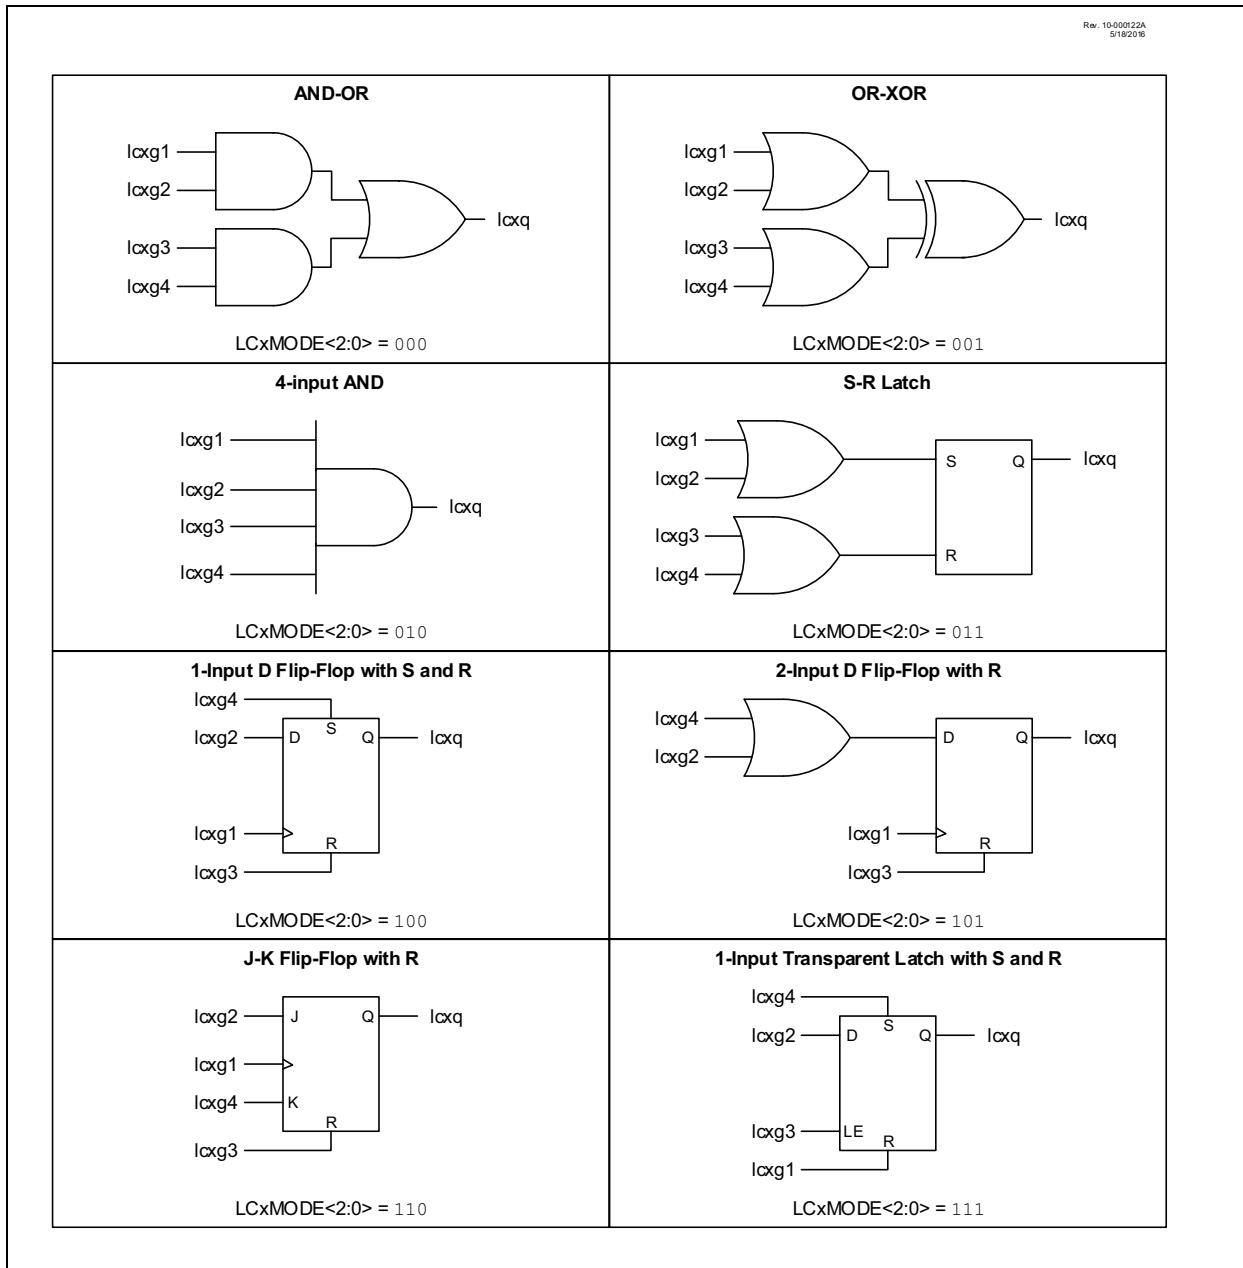 Rev. 10-000122A
5/18/2016
AND-OR
lcxg1
lcxg2
lcxg3
lcxg4
lcxq
LCxMODE<2:0> = 000
OR-XOR
lcxg1
lcxg2
lcxg3
lcxg4
lcxq
LCxMODE<2:0> = 001
4-input AND
lcxg1
lcxg2
lcxg3
lcxg4
lcxq
LCxMODE<2:0> = 010
S-R Latch
lcxg1
lcxg2
lcxg3
lcxg4
S
Q
R
lcxq
LCxMODE<2:0> = 011
1-Input D Flip-Flop with S and R
lcxg4
lcxg2
D
S
Q
lcxq
lcxg1
R
lcxg3
LCxMODE<2:0> = 100
2-Input D Flip-Flop with R
lcxg4
lcxg2
D
Q
lcxq
lcxg1
R
lcxg3
LCxMODE<2:0> = 101
J-K Flip-Flop with R
lcxg2
J
Q
lcxq
lcxg1
lcxg4
K
R
lcxg3
LCxMODE<2:0> = 110
1-Input Transparent Latch with S and R
lcxg4
lcxg2
D
S
Q
lcxq
lcxg3
LE
R
lcxg1
LCxMODE<2:0> = 111